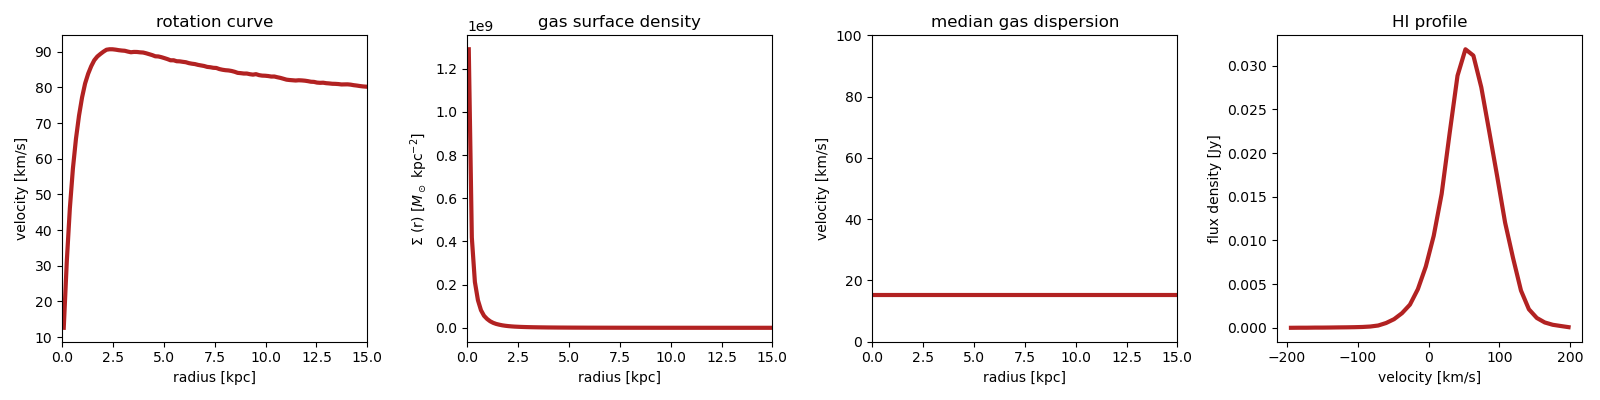 rotation curve
velocity [km/s]
90
80
70
60
50
40
30
20
10
0.0 2.5 5.0 7.5 10.0 12.5 15.0
radius [kpc]
gas surface density
1e9
Σ (r) [M⊙ kpc⁻²]
1.2
1.0
0.8
0.6
0.4
0.2
0.0
0.0 2.5 5.0 7.5 10.0 12.5 15.0
radius [kpc]
median gas dispersion
velocity [km/s]
100
80
60
40
20
0
0.0 2.5 5.0 7.5 10.0 12.5 15.0
radius [kpc]
HI profile
flux density [Jy]
0.030
0.025
0.020
0.015
0.010
0.005
0.000
−200 −100 0 100 200
velocity [km/s]